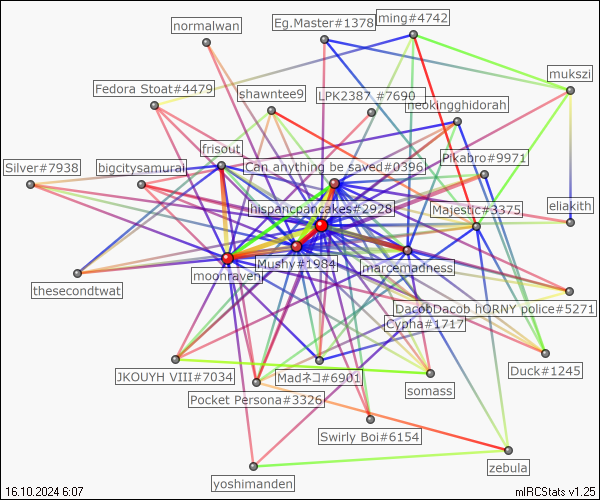 normalwan
Eg.Master#1378
ming#4742
mukszi
Fedora Stoat#4479
shawntee9
LPK2387 #7690
neokingghidorah
frisout
Can anything be saved#0396
Pikabro#9971
Silver#7938
bigcitysamurai
hispanicpancakes#2928
Majestic#3375
eliakith
Mushy#1984
marcemadness
moonraven
thesecondtwat
DacobDacob hORNY police#5271
Cypha#1717
JKOUYH VIII#7034
Madネコ#6901
Duck#1245
somass
Pocket Persona#3326
Swirly Boi#6154
zebula
yoshimanden
16.10.2024 6:07
mIRCStats v1.25